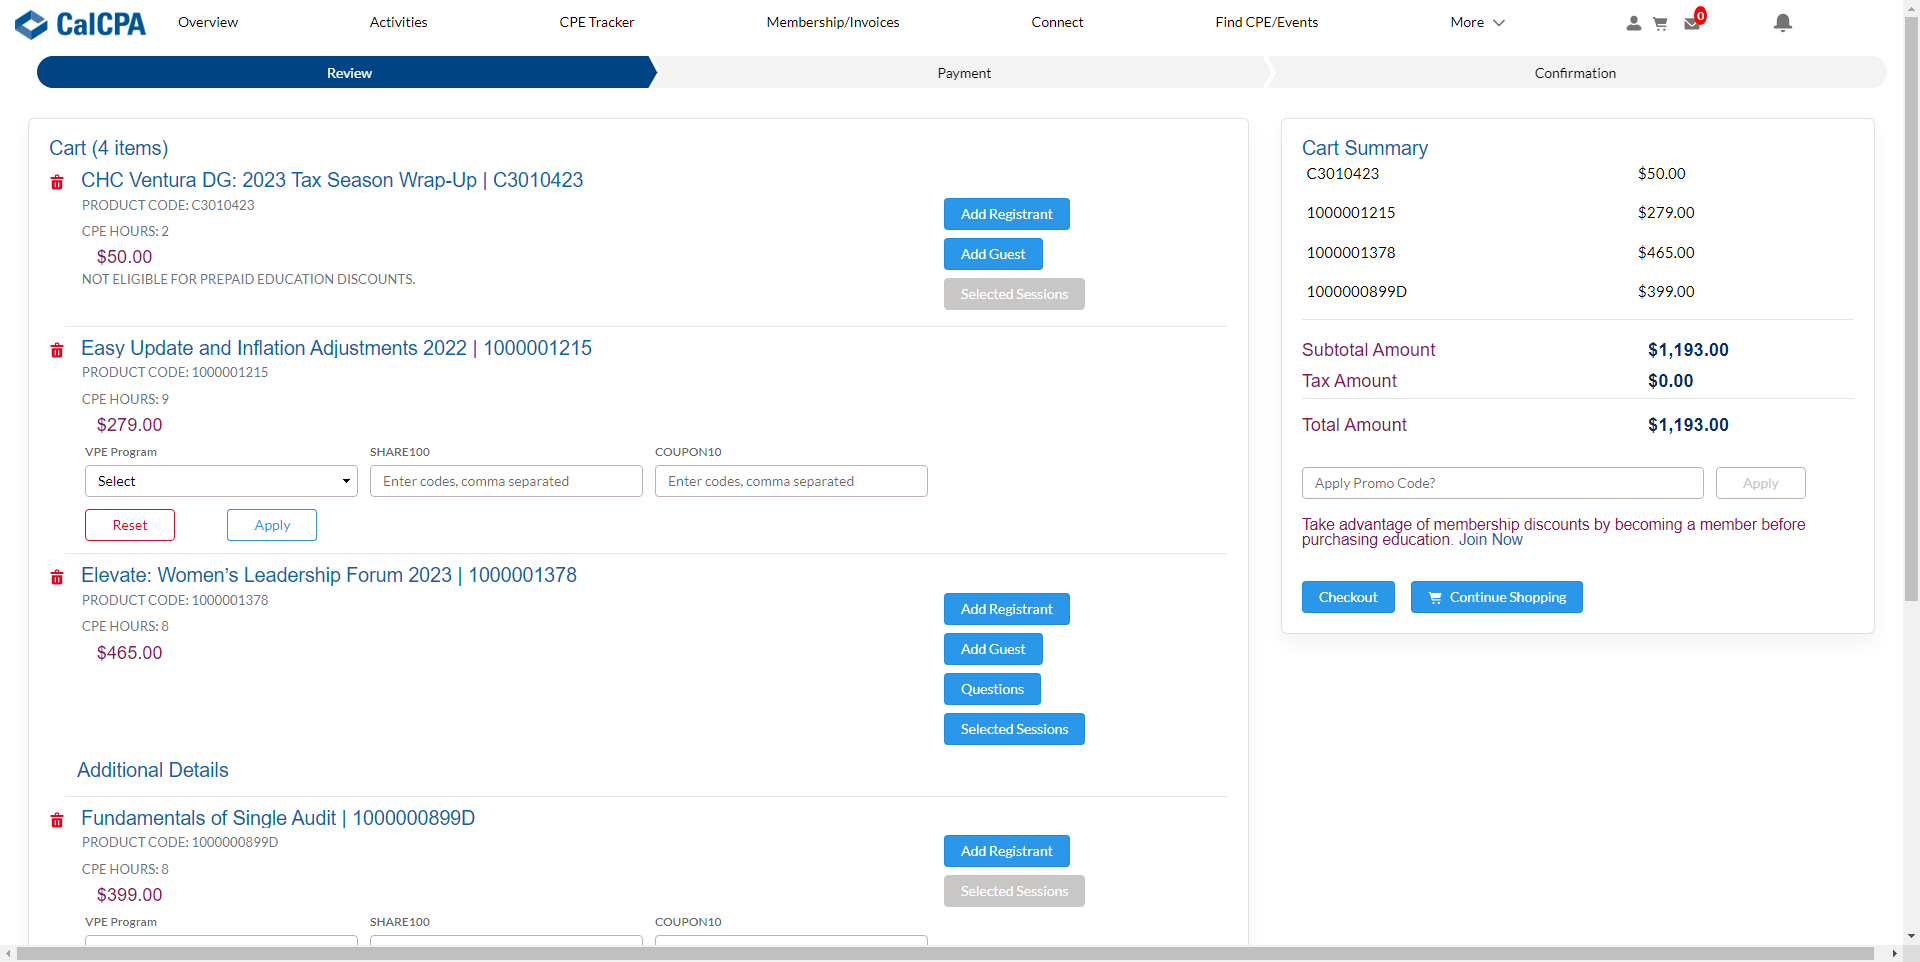 CalCPA
Overview
Activities
CPE Tracker
Membership/Invoices
Connect
Find CPE/Events
More
0
Review
Payment
Confirmation
Cart (4 items)
CHC Ventura DG: 2023 Tax Season Wrap-Up | C3010423
PRODUCT CODE: C3010423
CPE HOURS: 2
$50.00
NOT ELIGIBLE FOR PREPAID EDUCATION DISCOUNTS.
Add Registrant
Add Guest
Selected Sessions
Easy Update and Inflation Adjustments 2022 | 1000001215
PRODUCT CODE: 1000001215
CPE HOURS: 9
$279.00
VPE Program
SHARE100
COUPON10
Select
Enter codes, comma separated
Enter codes, comma separated
Reset
Apply
Elevate: Women’s Leadership Forum 2023 | 1000001378
PRODUCT CODE: 1000001378
CPE HOURS: 8
$465.00
Add Registrant
Add Guest
Questions
Selected Sessions
Additional Details
Fundamentals of Single Audit | 1000000899D
PRODUCT CODE: 1000000899D
CPE HOURS: 8
$399.00
Add Registrant
Selected Sessions
VPE Program
SHARE100
COUPON10
Cart Summary
C3010423 $50.00
1000001215 $279.00
1000001378 $465.00
1000000899D $399.00
Subtotal Amount $1,193.00
Tax Amount $0.00
Total Amount $1,193.00
Apply Promo Code?
Apply
Take advantage of membership discounts by becoming a member before
purchasing education. Join Now
Checkout
Continue Shopping